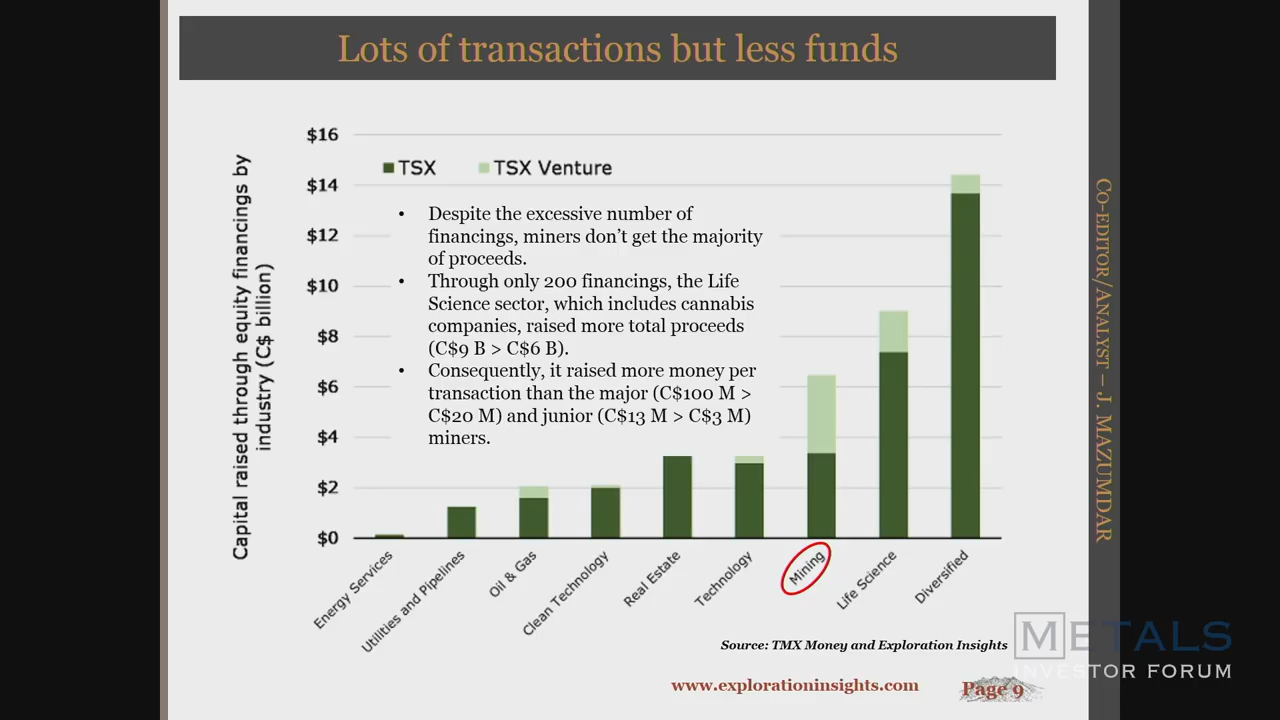 Lots of transactions but less funds
$16
$14
$12
$10
$8
$6
$4
$2
$0
Capital raised through equity financings by
industry (C$ billion)
TSX
TSX Venture
• Despite the excessive number of
financings, miners don't get the majority
of proceeds.
• Through only 200 financings, the Life
Science sector, which includes cannabis
companies, raised more total proceeds
(C$9 B > C$6 B).
• Consequently, it raised more money per
transaction than the major (C$100 M >
C$20 M) and junior (C$13 M > C$3 M)
miners.
Energy Services
Utilities and Pipelines
Oil & Gas
Clean Technology
Real Estate
Technology
Mining
Life Science
Diversified
Source: TMX Money and Exploration Insights
www.explorationinsights.com
Page 9
CO-EDITOR/ANALYST – J. MAZUMDAR
METALS
INVESTOR FORUM